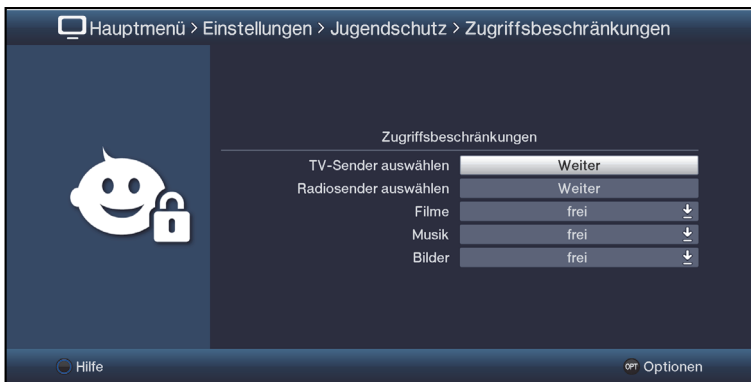 Hauptmenü > Einstellungen > Jugendschutz > Zugriffsbeschränkungen
Zugriffsbeschränkungen
TV-Sender auswählen Weiter
Radiosender auswählen Weiter
Filme frei
Musik frei
Bilder frei
Hilfe OPT Optionen